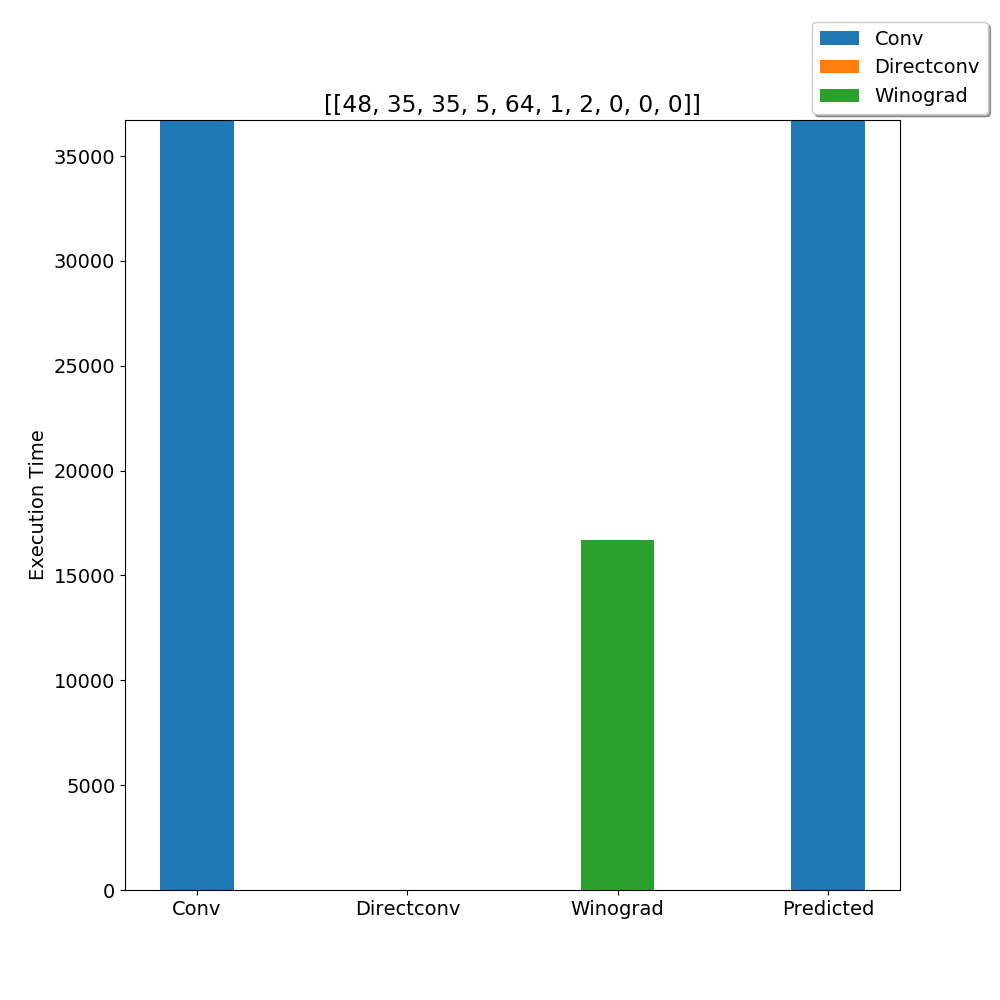 Conv
Directconv
Winograd
[[48, 35, 35, 5, 64, 1, 2, 0, 0, 0]]
35000
30000
25000
20000
15000
10000
5000
0
Execution Time
Conv Directconv Winograd Predicted